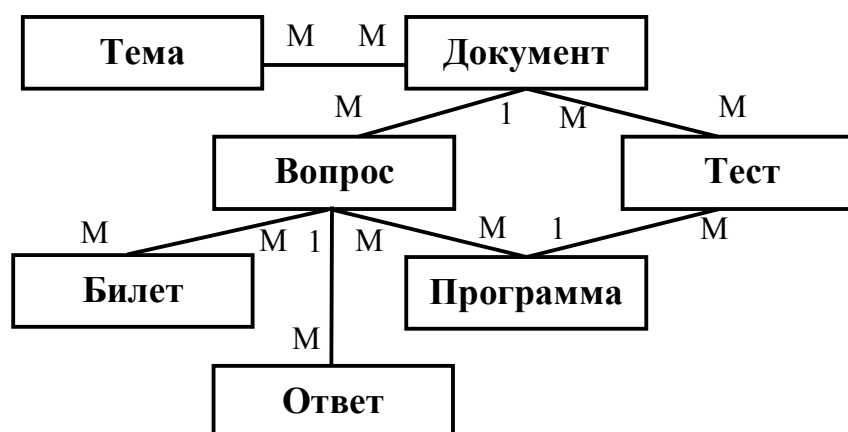 Тема М М Документ
М 1 М М
Вопрос Тест
М М 1 М М 1 М
Билет Программа
М
Ответ